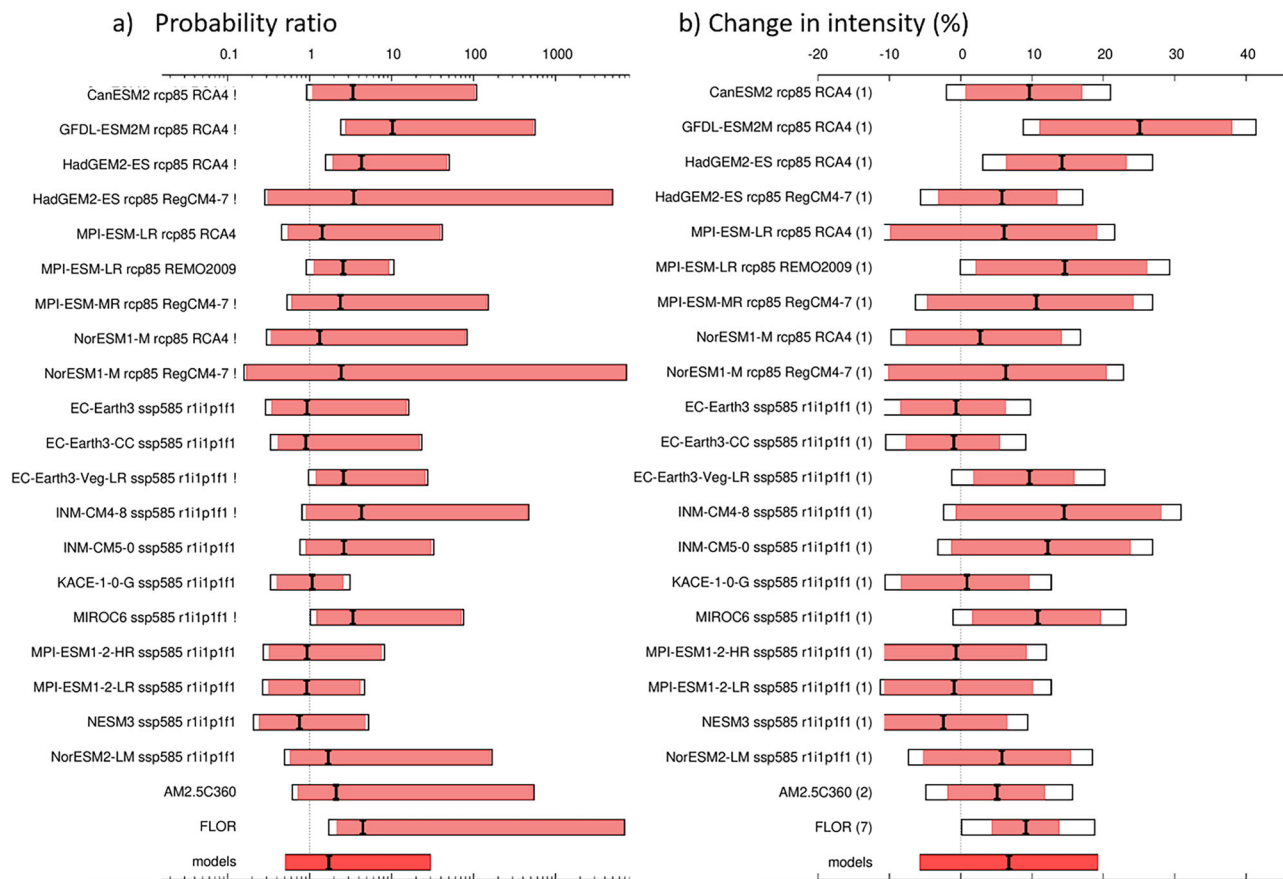 a) Probability ratio
0.1 1 10 100 1000
CanESM2 rcp85 RCA4 !
GFDL-ESM2M rcp85 RCA4 !
HadGEM2-ES rcp85 RCA4 !
HadGEM2-ES rcp85 RegCM4-7 !
MPI-ESM-LR rcp85 RCA4
MPI-ESM-LR rcp85 REMO2009
MPI-ESM-MR rcp85 RegCM4-7 !
NorESM1-M rcp85 RCA4 !
NorESM1-M rcp85 RegCM4-7 !
EC-Earth3 ssp585 r1i1p1f1
EC-Earth3-CC ssp585 r1i1p1f1
EC-Earth3-Veg-LR ssp585 r1i1p1f1 !
INM-CM4-8 ssp585 r1i1p1f1 !
INM-CM5-0 ssp585 r1i1p1f1
KACE-1-0-G ssp585 r1i1p1f1
MIROC6 ssp585 r1i1p1f1 !
MPI-ESM1-2-HR ssp585 r1i1p1f1
MPI-ESM1-2-LR ssp585 r1i1p1f1
NESM3 ssp585 r1i1p1f1
NorESM2-LM ssp585 r1i1p1f1
AM2.5C360
FLOR
models
b) Change in intensity (%)
-20 -10 0 10 20 30 40
CanESM2 rcp85 RCA4 (1)
GFDL-ESM2M rcp85 RCA4 (1)
HadGEM2-ES rcp85 RCA4 (1)
HadGEM2-ES rcp85 RegCM4-7 (1)
MPI-ESM-LR rcp85 RCA4 (1)
MPI-ESM-LR rcp85 REMO2009 (1)
MPI-ESM-MR rcp85 RegCM4-7 (1)
NorESM1-M rcp85 RCA4 (1)
NorESM1-M rcp85 RegCM4-7 (1)
EC-Earth3 ssp585 r1i1p1f1 (1)
EC-Earth3-CC ssp585 r1i1p1f1 (1)
EC-Earth3-Veg-LR ssp585 r1i1p1f1 (1)
INM-CM4-8 ssp585 r1i1p1f1 (1)
INM-CM5-0 ssp585 r1i1p1f1 (1)
KACE-1-0-G ssp585 r1i1p1f1 (1)
MIROC6 ssp585 r1i1p1f1 (1)
MPI-ESM1-2-HR ssp585 r1i1p1f1 (1)
MPI-ESM1-2-LR ssp585 r1i1p1f1 (1)
NESM3 ssp585 r1i1p1f1 (1)
NorESM2-LM ssp585 r1i1p1f1 (1)
AM2.5C360 (2)
FLOR (7)
models